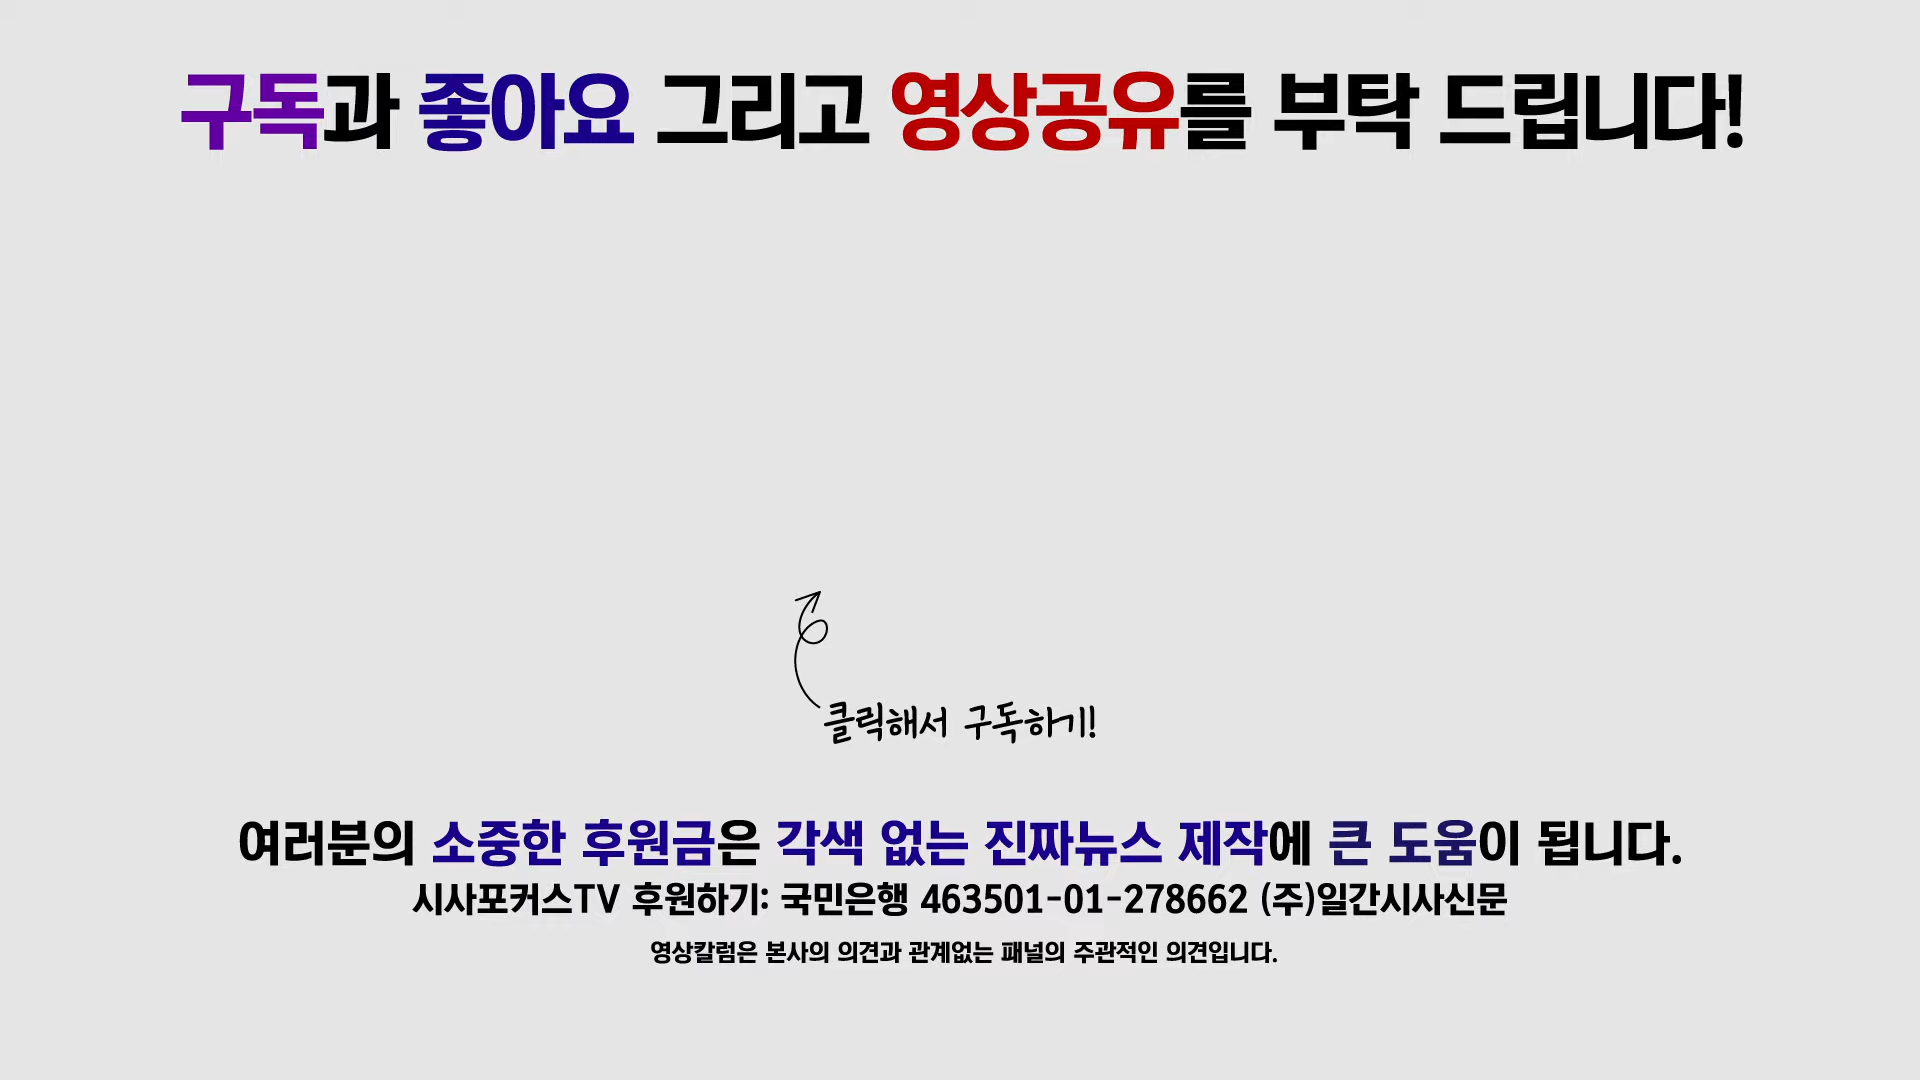 구독과 좋아요 그리고 영상공유를 부탁 드립니다!
클릭해서 구독하기!
여러분의 소중한 후원금은 각색 없는 진짜뉴스 제작에 큰 도움이 됩니다.
시사포커스TV 후원하기: 국민은행 463501-01-278662 (주)일간시사신문
영상칼럼은 본사의 의견과 관계없는 패널의 주관적인 의견입니다.